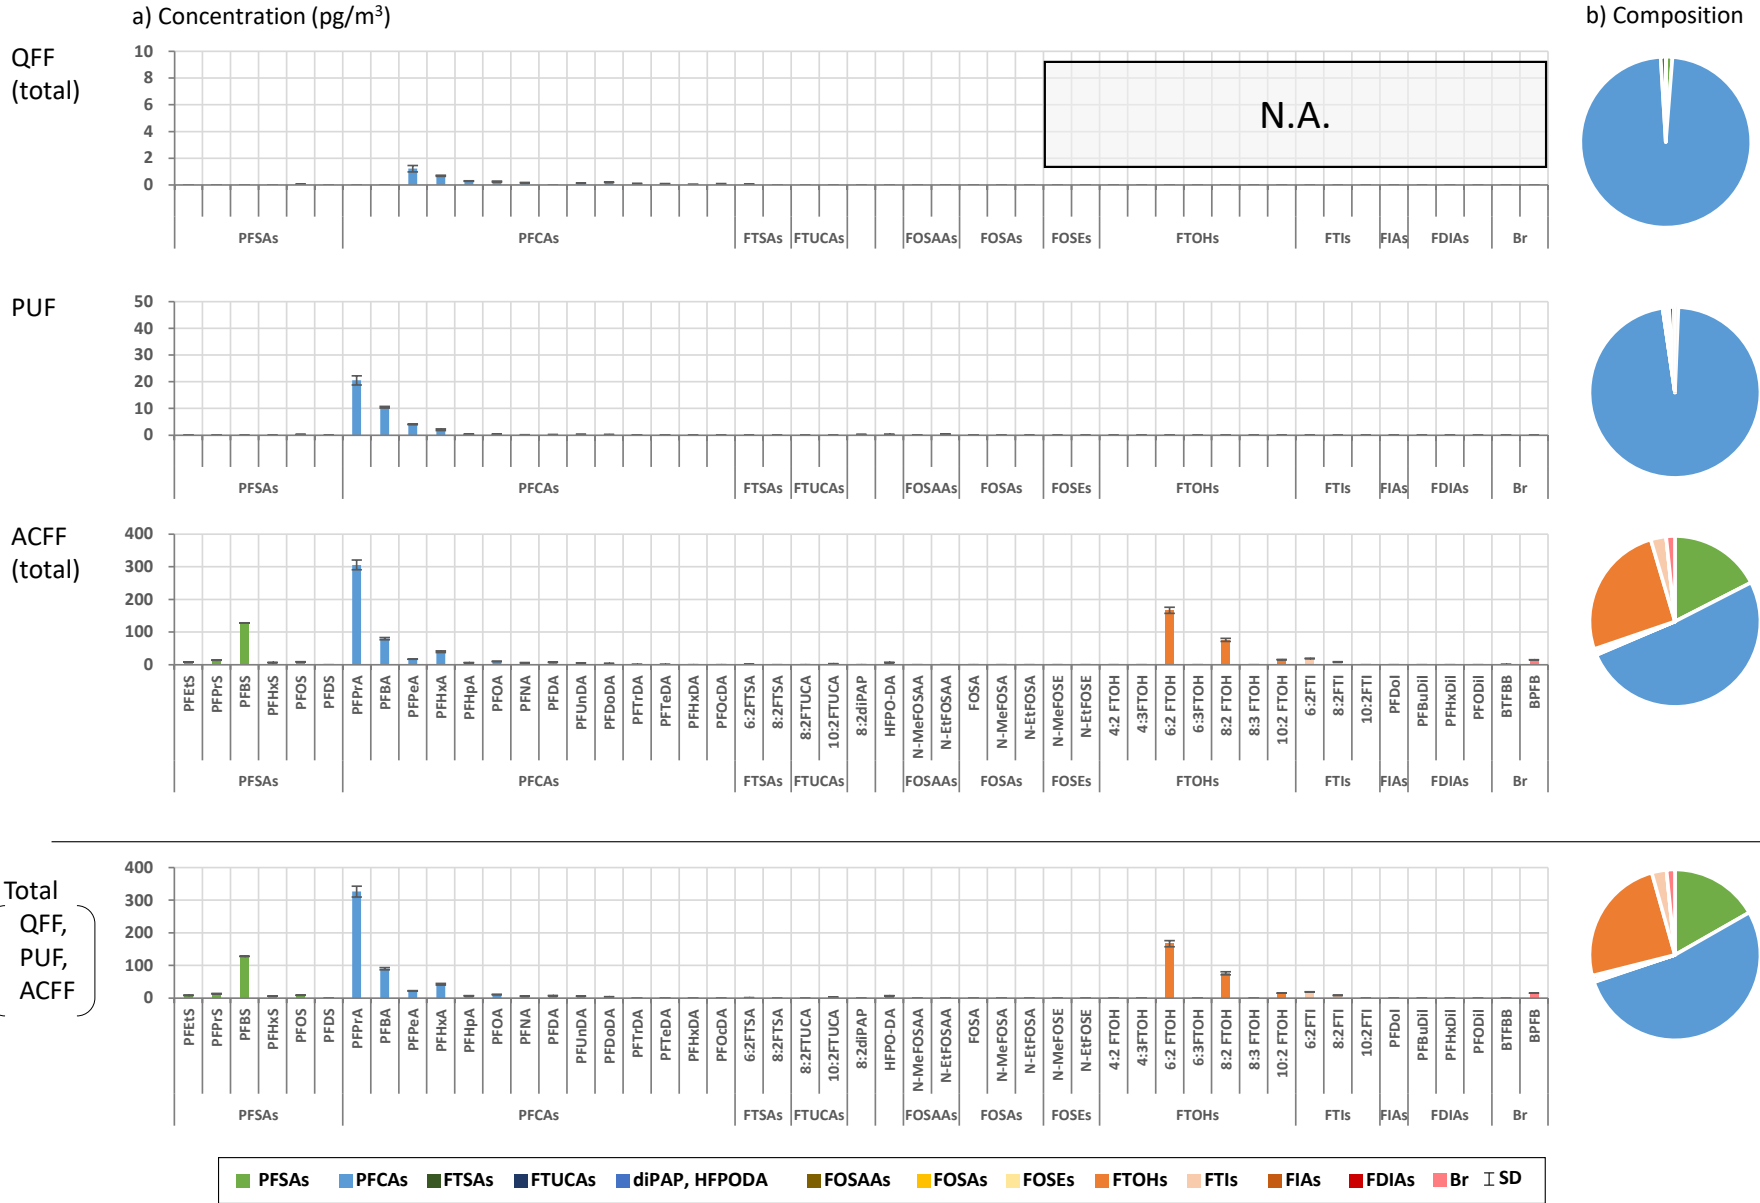 a) Concentration (pg/m³)
b) Composition
QFF
(total)
10
8
6
4
2
0
N.A.
PFSAs PFCAs FTSAs FTUCAs FOSAAs FOSAs FOSEs FTOHs FTIs FIAs FDIAs Br
PUF
50
40
30
20
10
0
PFSAs PFCAs FTSAs FTUCAs FOSAAs FOSAs FOSEs FTOHs FTIs FIAs FDIAs Br
ACFF
(total)
400
300
200
100
0
PFEtS
PFPrS
PFBS
PFHxS
PFOS
PFDS
PFPrA
PFBA
PFPeA
PFHxA
PFHpA
PFOA
PFNA
PFDA
PFUnDA
PFDoDA
PFTrDA
PFTeDA
PFHxDA
PFOcDA
6:2FTSA
8:2FTSA
8:2FTUCA
10:2FTUCA
8:2diPAP
HFPO-DA
N-MeFOSAA
N-EtFOSAA
FOSA
N-MeFOSA
N-EtFOSA
N-MeFOSE
N-EtFOSE
4:2 FTOH
4:3FTOH
6:2 FTOH
6:3FTOH
8:2 FTOH
8:3 FTOH
10:2 FTOH
6:2FTI
8:2FTI
10:2FTI
PFDoI
PFBuDiI
PFHxDiI
PFODiI
BTFBB
BPFB
PFSAs PFCAs FTSAs FTUCAs FOSAAs FOSAs FOSEs FTOHs FTIs FIAs FDIAs Br
Total
QFF,
PUF,
ACFF
400
300
200
100
0
PFEtS
PFPrS
PFBS
PFHxS
PFOS
PFDS
PFPrA
PFBA
PFPeA
PFHxA
PFHpA
PFOA
PFNA
PFDA
PFUnDA
PFDoDA
PFTrDA
PFTeDA
PFHxDA
PFOcDA
6:2FTSA
8:2FTSA
8:2FTUCA
10:2FTUCA
8:2diPAP
HFPO-DA
N-MeFOSAA
N-EtFOSAA
FOSA
N-MeFOSA
N-EtFOSA
N-MeFOSE
N-EtFOSE
4:2 FTOH
4:3FTOH
6:2 FTOH
6:3FTOH
8:2 FTOH
8:3 FTOH
10:2 FTOH
6:2FTI
8:2FTI
10:2FTI
PFDoI
PFBuDiI
PFHxDiI
PFODiI
BTFBB
BPFB
PFSAs PFCAs FTSAs FTUCAs FOSAAs FOSAs FOSEs FTOHs FTIs FIAs FDIAs Br
PFSAs PFCAs FTSAs FTUCAs diPAP, HFPODA FOSAAs FOSAs FOSEs FTOHs FTIs FIAs FDIAs Br SD